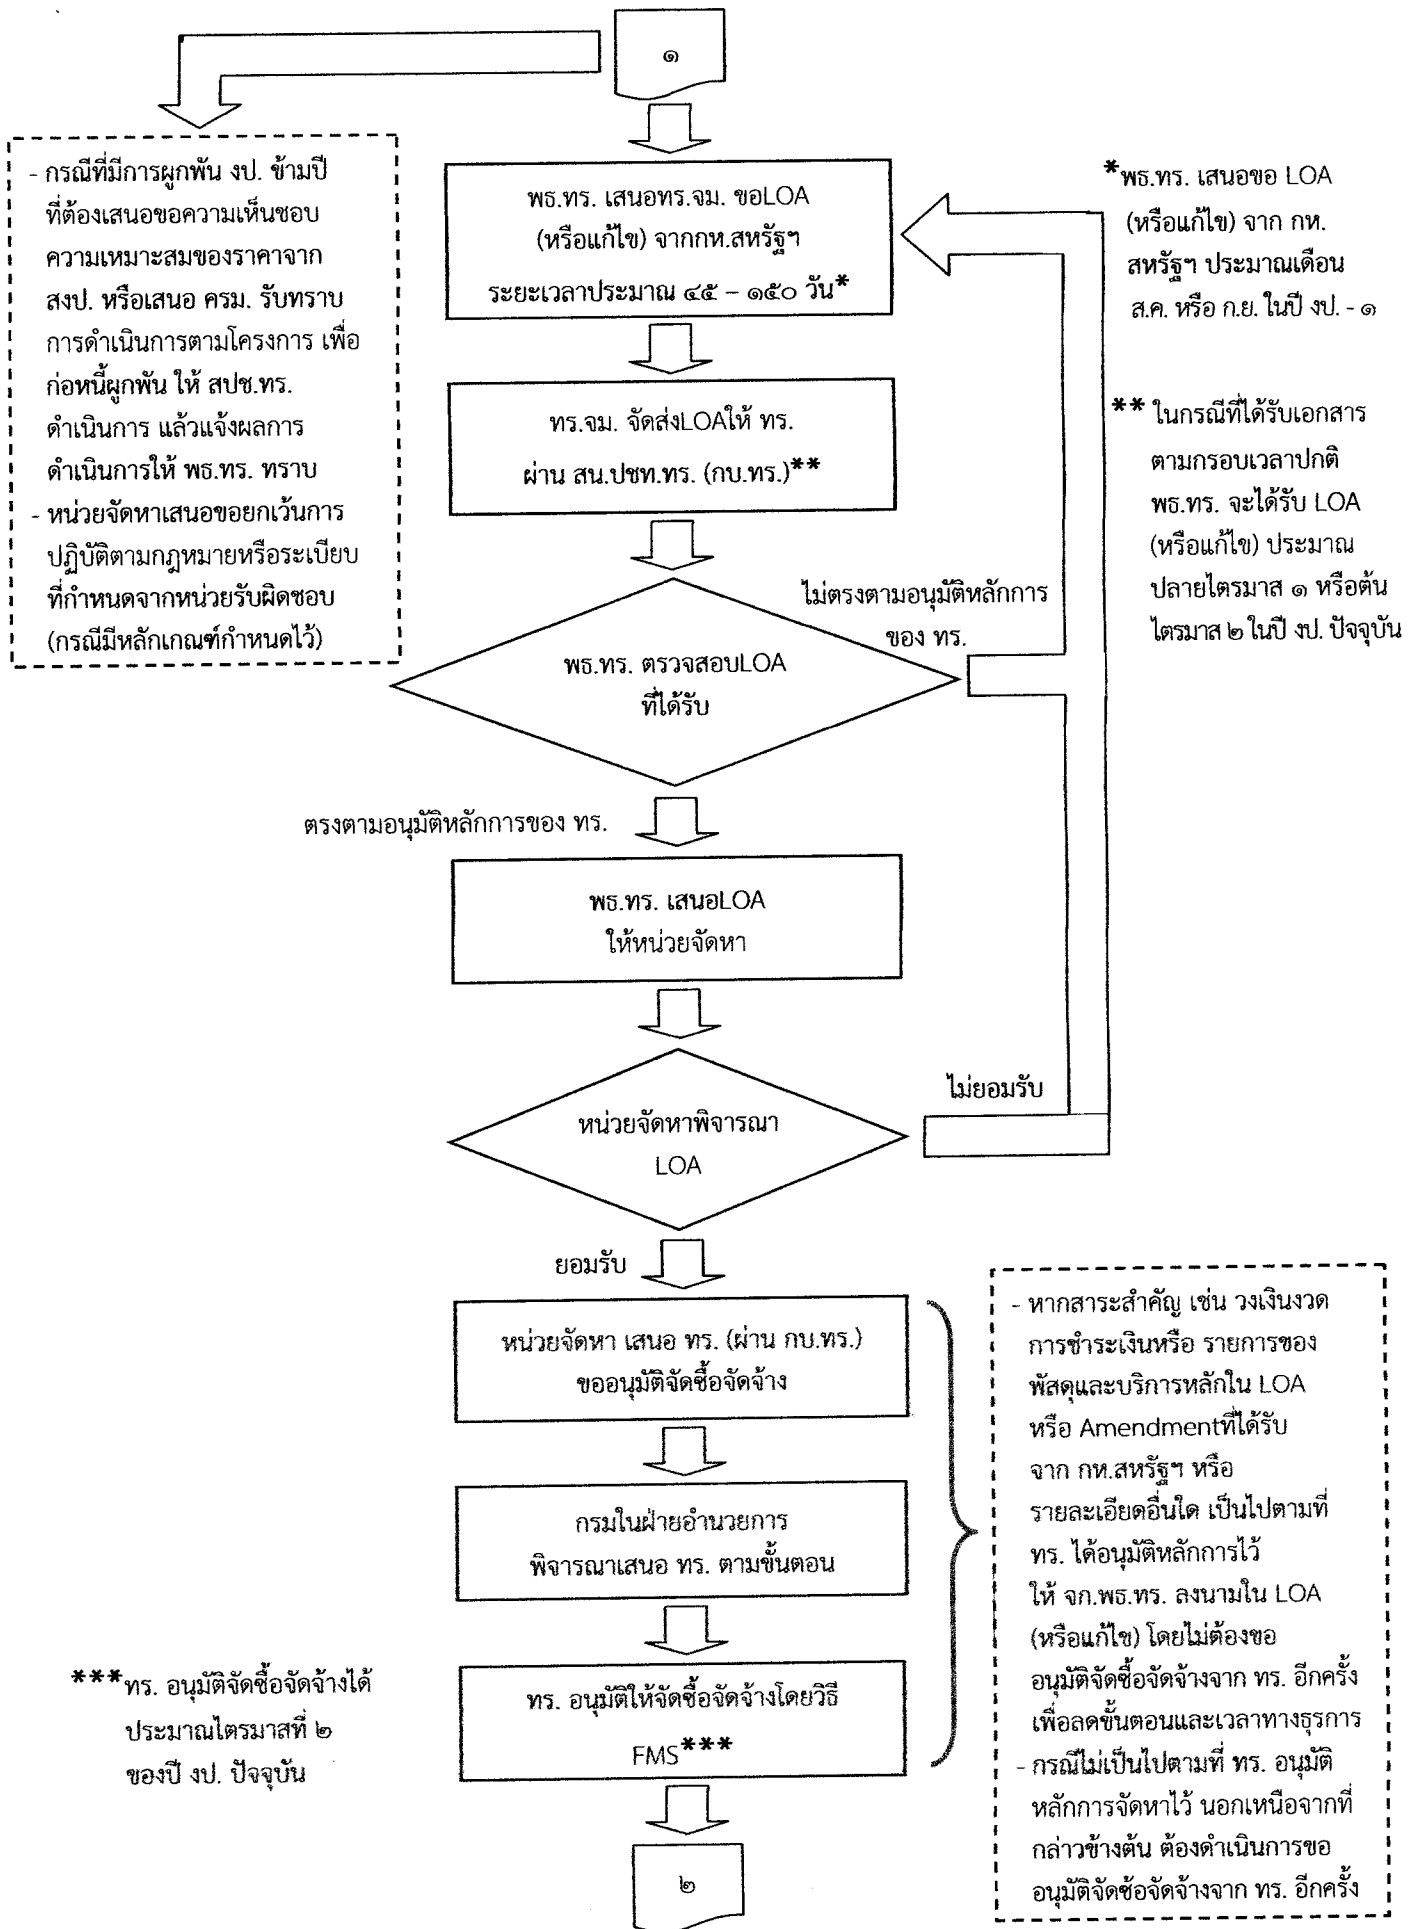 ๑
- กรณีที่มีการผูกพัน งป. ข้ามปี
ที่ต้องเสนอขอความเห็นชอบ
ความเหมาะสมของราคาจาก
สงป. หรือเสนอ ครม. รับทราบ
การดำเนินการตามโครงการ เพื่อ
ก่อหนี้ผูกพัน ให้ สปช.ทร.
ดำเนินการ แล้วแจ้งผลการ
ดำเนินการให้ พธ.ทร. ทราบ
- หน่วยจัดหาเสนอขอยกเว้นการ
ปฏิบัติตามกฎหมายหรือระเบียบ
ที่กำหนดจากหน่วยรับผิดชอบ
(กรณีมีหลักเกณฑ์กำหนดไว้)
พธ.ทร. เสนอทร.จม. ขอLOA
(หรือแก้ไข) จากกห.สหรัฐฯ
ระยะเวลาประมาณ ๔๕ – ๑๕๐ วัน*
*พธ.ทร. เสนอขอ LOA
(หรือแก้ไข) จาก กห.
สหรัฐฯ ประมาณเดือน
ส.ค. หรือ ก.ย. ในปี งป. - ๑
ทร.จม. จัดส่งLOAให้ ทร.
ผ่าน สน.ปชท.ทร. (กบ.ทร.)**
** ในกรณีที่ได้รับเอกสาร
ตามกรอบเวลาปกติ
พธ.ทร. จะได้รับ LOA
(หรือแก้ไข) ประมาณ
ปลายไตรมาส ๑ หรือต้น
ไตรมาส ๒ ในปี งป. ปัจจุบัน
พธ.ทร. ตรวจสอบLOA
ที่ได้รับ
ไม่ตรงตามอนุมัติหลักการ
ของ ทร.
ตรงตามอนุมัติหลักการของ ทร.
พธ.ทร. เสนอLOA
ให้หน่วยจัดหา
หน่วยจัดหาพิจารณา
LOA
ไม่ยอมรับ
ยอมรับ
หน่วยจัดหา เสนอ ทร. (ผ่าน กบ.ทร.)
ขออนุมัติจัดซื้อจัดจ้าง
กรมในฝ่ายอำนวยการ
พิจารณาเสนอ ทร. ตามขั้นตอน
ทร. อนุมัติให้จัดซื้อจัดจ้างโดยวิธี
FMS***
***ทร. อนุมัติจัดซื้อจัดจ้างได้
ประมาณไตรมาสที่ ๒
ของปี งป. ปัจจุบัน
- หากสาระสำคัญ เช่น วงเงินงวด
การชำระเงินหรือ รายการของ
พัสดุและบริการหลักใน LOA
หรือ Amendmentที่ได้รับ
จาก กห.สหรัฐฯ หรือ
รายละเอียดอื่นใด เป็นไปตามที่
ทร. ได้อนุมัติหลักการไว้
ให้ จก.พธ.ทร. ลงนามใน LOA
(หรือแก้ไข) โดยไม่ต้องขอ
อนุมัติจัดซื้อจัดจ้างจาก ทร. อีกครั้ง
เพื่อลดขั้นตอนและเวลาทางธุรการ
- กรณีไม่เป็นไปตามที่ ทร. อนุมัติ
หลักการจัดหาไว้ นอกเหนือจากที่
กล่าวข้างต้น ต้องดำเนินการขอ
อนุมัติจัดซ้อจัดจ้างจาก ทร. อีกครั้ง
๒